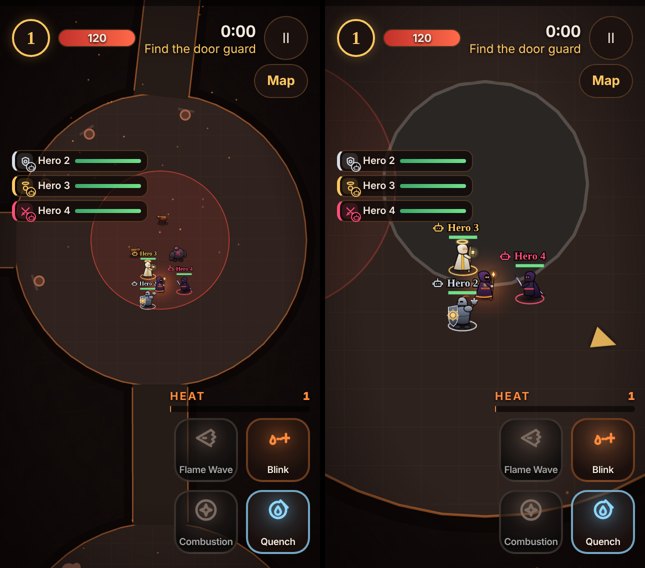 1
120
0:00
Find the door guard
Map
Hero 2
Hero 3
Hero 4
Hero 3
Hero 4
Hero 2
HEAT 1
Flame Wave
Blink
Combustion
Quench
1
120
0:00
Find the door guard
Map
Hero 2
Hero 3
Hero 4
Hero 3
Hero 4
Hero 2
HEAT 1
Flame Wave
Blink
Combustion
Quench